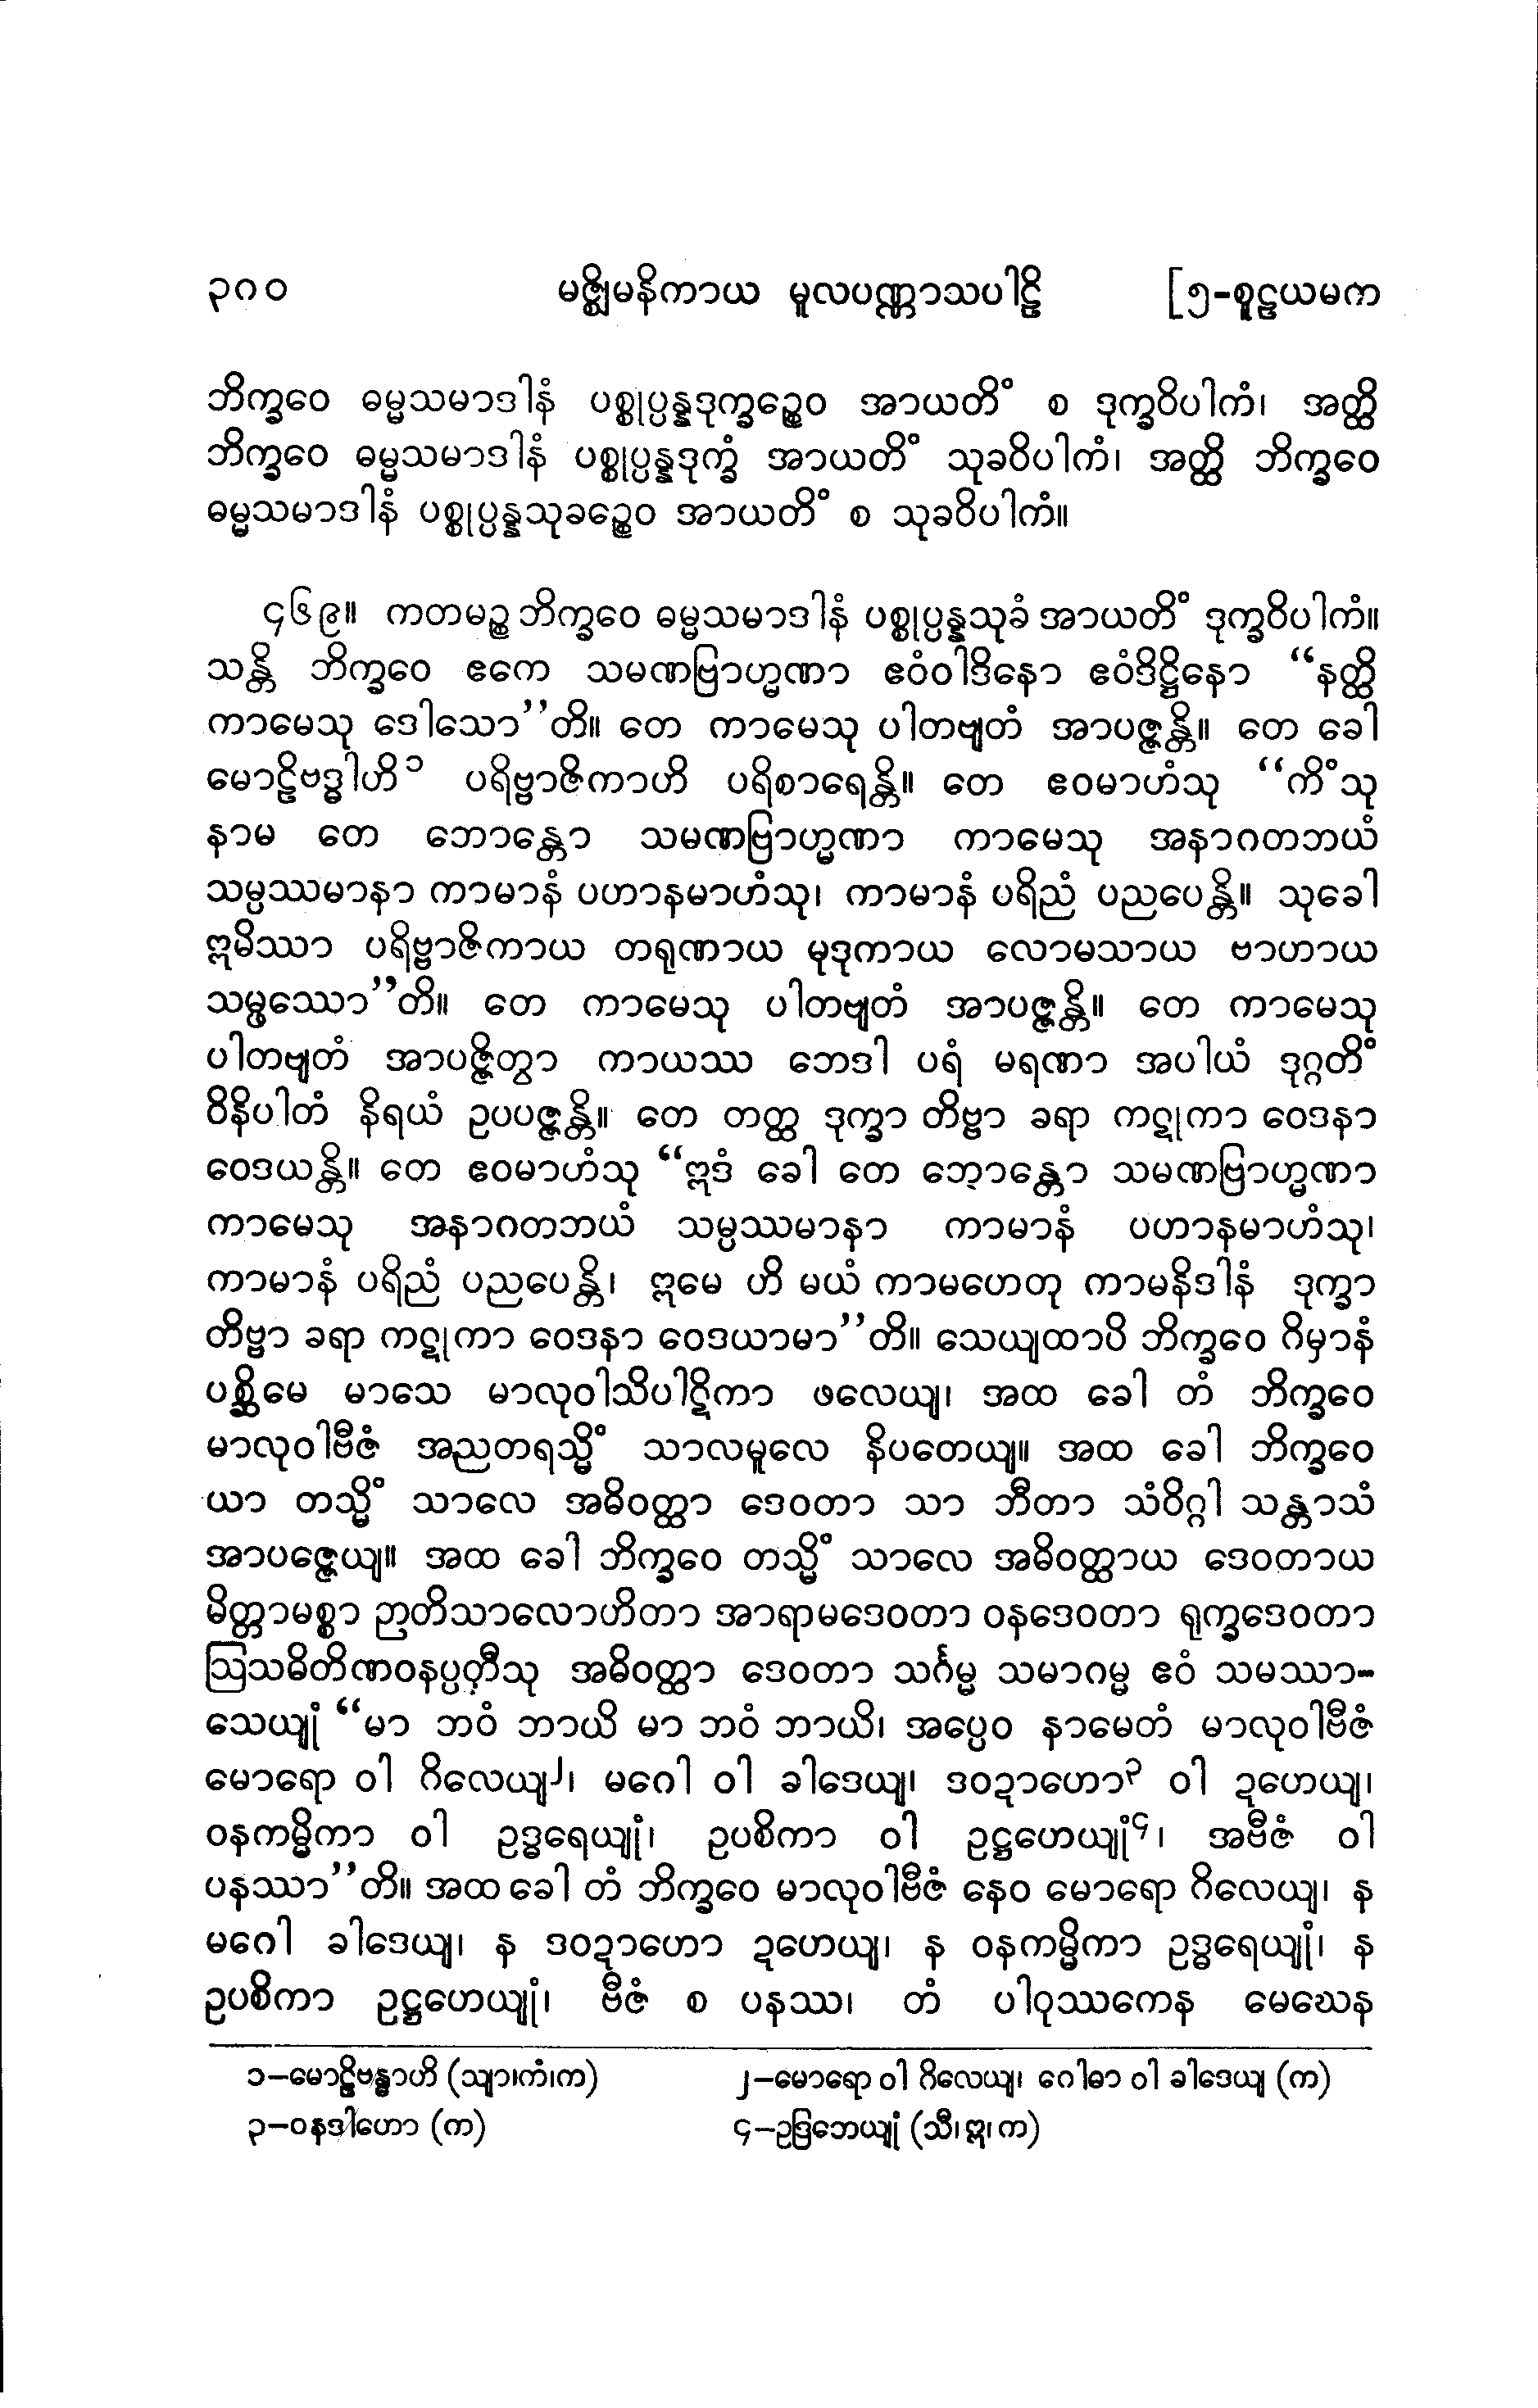 ၃၇၀ မဇ္ဈိမနိကာယ မူလပဏ္ဏာသပါဠိ [၅-စူဠယမက
ဘိက္ခဝေ ဓမ္မသမာဒါနံ ပစ္စုပ္ပန္နဒုက္ခဉ္စေဝ အာယတိံ စ ဒုက္ခဝိပါကံ၊ အတ္ထိ
ဘိက္ခဝေ ဓမ္မသမာဒါနံ ပစ္စုပ္ပန္နဒုက္ခံ အာယတိံ သုခဝိပါကံ၊ အတ္ထိ ဘိက္ခဝေ
ဓမ္မသမာဒါနံ ပစ္စုပ္ပန္နသုခဉ္စေဝ အာယတိံ စ သုခဝိပါကံ။
၄၆၉။ ကတမဉ္စ ဘိက္ခဝေ ဓမ္မသမာဒါနံ ပစ္စုပ္ပန္နသုခံ အာယတိံ ဒုက္ခဝိပါကံ။
သန္တိ ဘိက္ခဝေ ဧကေ သမဏဗြာဟ္မဏာ ဧဝံဝါဒိနော ဧဝံဒိဋ္ဌိနော “နတ္ထိ
ကာမေသု ဒေါသော”တိ။ တေ ကာမေသု ပါတဗျတံ အာပဇ္ဇန္တိ။ တေ ခေါ
မောဠိဗဒ္ဓါဟိ၁ ပရိဗ္ဗာဇိကာဟိ ပရိစာရေန္တိ။ တေ ဧဝမာဟံသု “ကိံသု
နာမ တေ ဘောန္တော သမဏဗြာဟ္မဏာ ကာမေသု အနာဂတဘယံ
သမ္ပဿမာနာ ကာမာနံ ပဟာနမာဟံသု၊ ကာမာနံ ပရိညံ ပညပေန္တိ။ သုခေါ
ဣမိဿာ ပရိဗ္ဗာဇိကာယ တရုဏာယ မုဒုကာယ လောမသာယ ဗာဟာယ
သမ္ဖဿော”တိ။ တေ ကာမေသု ပါတဗျတံ အာပဇ္ဇန္တိ။ တေ ကာမေသု
ပါတဗျတံ အာပဇ္ဇိတွာ ကာယဿ ဘေဒါ ပရံ မရဏာ အပါယံ ဒုဂ္ဂတိံ
ဝိနိပါတံ နိရယံ ဥပပဇ္ဇန္တိ။ တေ တတ္ထ ဒုက္ခာ တိဗ္ဗာ ခရာ ကဋုကာ ဝေဒနာ
ဝေဒယန္တိ။ တေ ဧဝမာဟံသု “ဣဒံ ခေါ တေ ဘောန္တော သမဏဗြာဟ္မဏာ
ကာမေသု အနာဂတဘယံ သမ္ပဿမာနာ ကာမာနံ ပဟာနမာဟံသု၊
ကာမာနံ ပရိညံ ပညပေန္တိ၊ ဣမေ ဟိ မယံ ကာမဟေတု ကာမနိဒါနံ ဒုက္ခာ
တိဗ္ဗာ ခရာ ကဋုကာ ဝေဒနာ ဝေဒယာမာ”တိ။ သေယျထာပိ ဘိက္ခဝေ ဂိမှာနံ
ပစ္ဆိမေ မာသေ မာလုဝါသိပါဋိကာ ဖလေယျ၊ အထ ခေါ တံ ဘိက္ခဝေ
မာလုဝါဗီဇံ အညတရသ္မိံ သာလမူလေ နိပတေယျ။ အထ ခေါ ဘိက္ခဝေ
ယာ တသ္မိံ သာလေ အဓိဝတ္ထာ ဒေဝတာ သာ ဘီတာ သံဝိဂ္ဂါ သန္တာသံ
အာပဇ္ဇေယျ။ အထ ခေါ ဘိက္ခဝေ တသ္မိံ သာလေ အဓိဝတ္ထာယ ဒေဝတာယ
မိတ္တာမစ္စာ ဉာတိသာလောဟိတာ အာရာမဒေဝတာ ဝနဒေဝတာ ရုက္ခဒေဝတာ
ဩသဓိတိဏဝနပ္ပတီသု အဓိဝတ္ထာ ဒေဝတာ သင်္ဂမ္မ သမာဂမ္မ ဧဝံ သမဿာ-
သေယျုံ “မာ ဘဝံ ဘာယိ မာ ဘဝံ ဘာယိ၊ အပ္ပေဝ နာမေတံ မာလုဝါဗီဇံ
မောရော ဝါ ဂိလေယျ၂၊ မဂေါ ဝါ ခါဒေယျ၊ ဒဝဍာဟော၃ ဝါ ဍဟေယျ၊
ဝနကမ္မိကာ ဝါ ဥဒ္ဓရေယျုံ၊ ဥပစိကာ ဝါ ဥဋ္ဌဟေယျုံ၄၊ အဗီဇံ ဝါ
ပနဿာ”တိ။ အထ ခေါ တံ ဘိက္ခဝေ မာလုဝါဗီဇံ နေဝ မောရော ဂိလေယျ၊ န
မဂေါ ခါဒေယျ၊ န ဒဝဍာဟော ဍဟေယျ၊ န ဝနကမ္မိကာ ဥဒ္ဓရေယျုံ၊ န
ဥပစိကာ ဥဋ္ဌဟေယျုံ၊ ဗီဇံ စ ပနဿ၊ တံ ပါဝုဿကေန မေဃေန
၁–မောဠိဗန္ဓာဟိ (သျာ၊ကံ၊က) ၂–မောရော ဝါ ဂိလေယျ၊ ဂေါဓာ ဝါ ခါဒေယျ (က)
၃–ဝနဒါဟော (က) ၄–ဥဒြဘေယျုံ (သီ၊ဣ၊က)